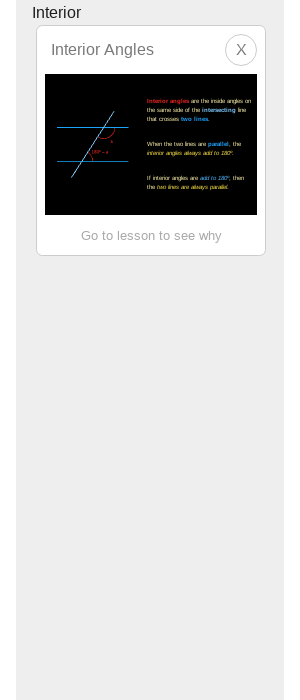 Interior
Interior Angles
X
Interior angles are the inside angles on
the same side of the intersecting line
that crosses two lines.
When the two lines are parallel, the
interior angles always add to 180°.
If interior angles are add to 180°, then
the two lines are always parallel.
180° - x
Go to lesson to see why